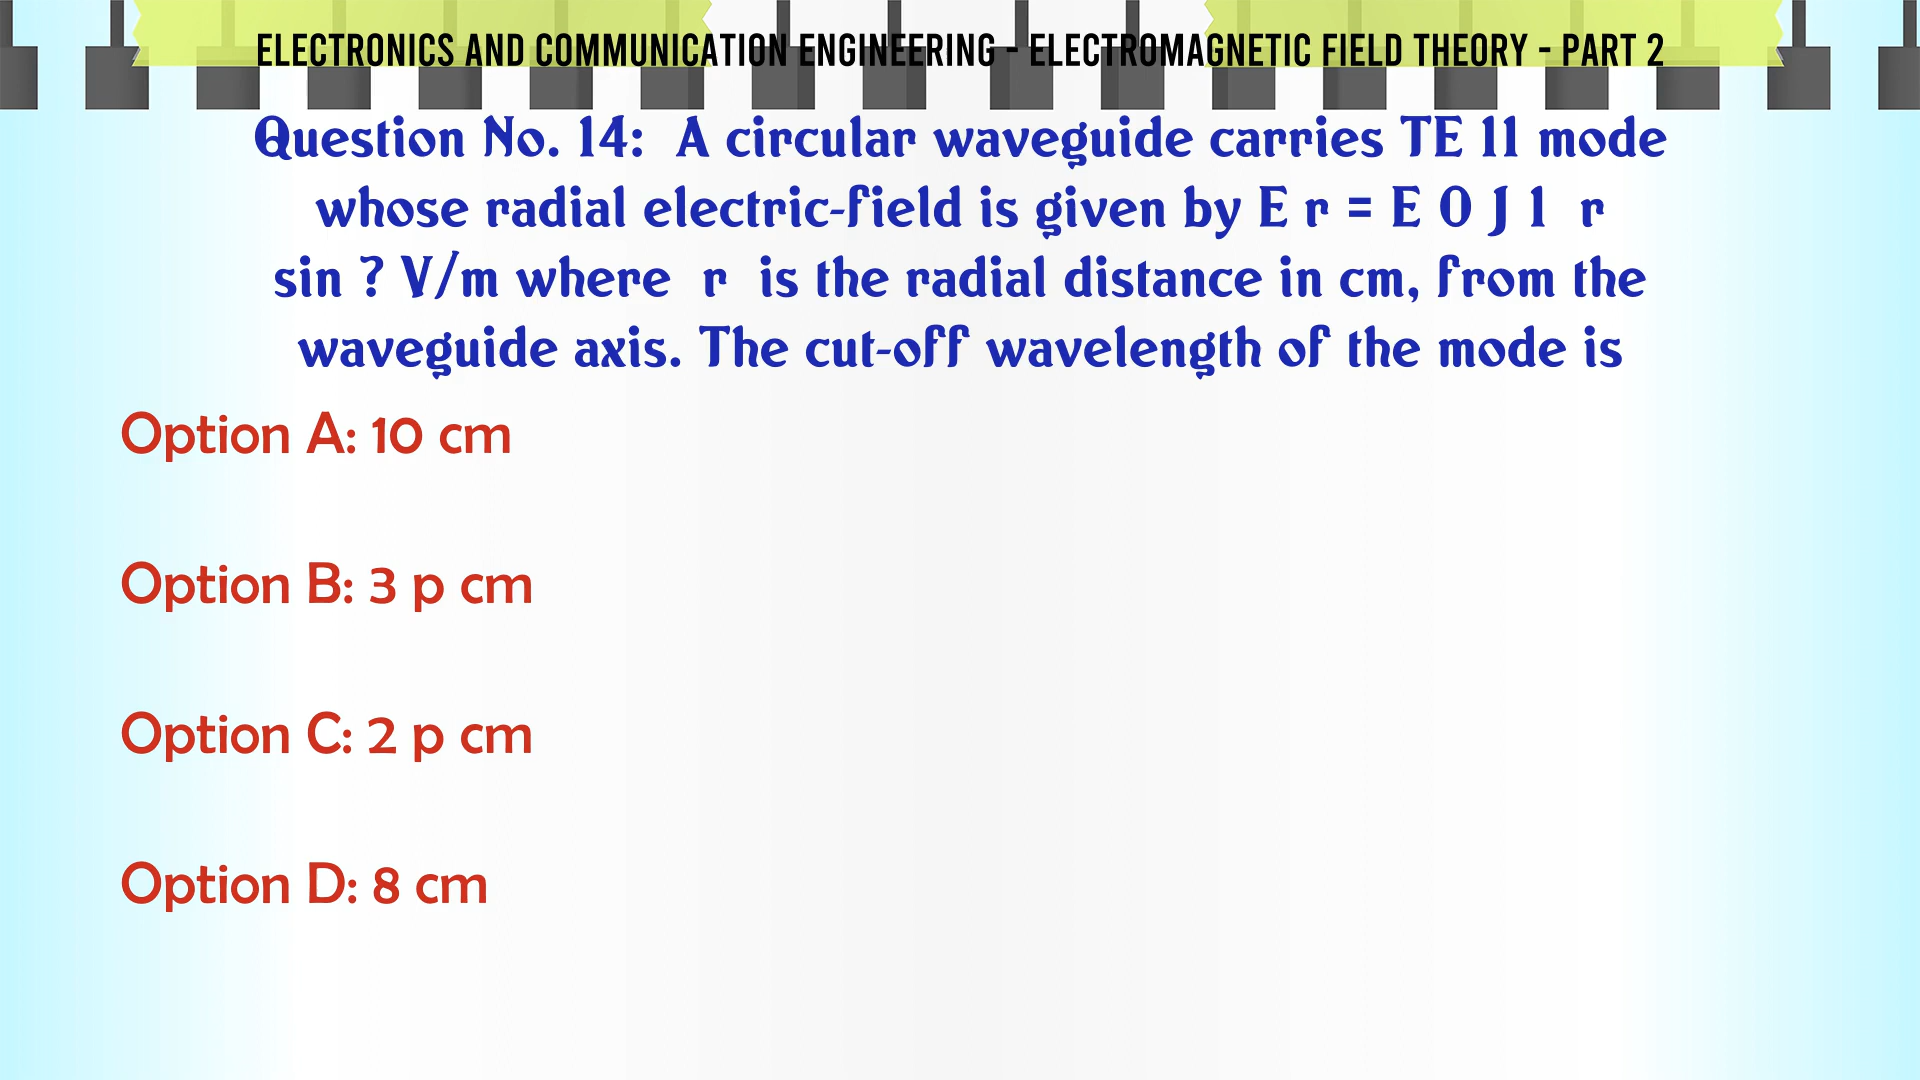 ELECTRONICS AND COMMUNICATION ENGINEERING - ELECTROMAGNETIC FIELD THEORY - PART 2
Question No. 14: A circular waveguide carries TE 11 mode
whose radial electric-field is given by E r = E 0 J 1 r
sin ? V/m where r is the radial distance in cm, from the
waveguide axis. The cut-off wavelength of the mode is
Option A: 10 cm
Option B: 3 p cm
Option C: 2 p cm
Option D: 8 cm